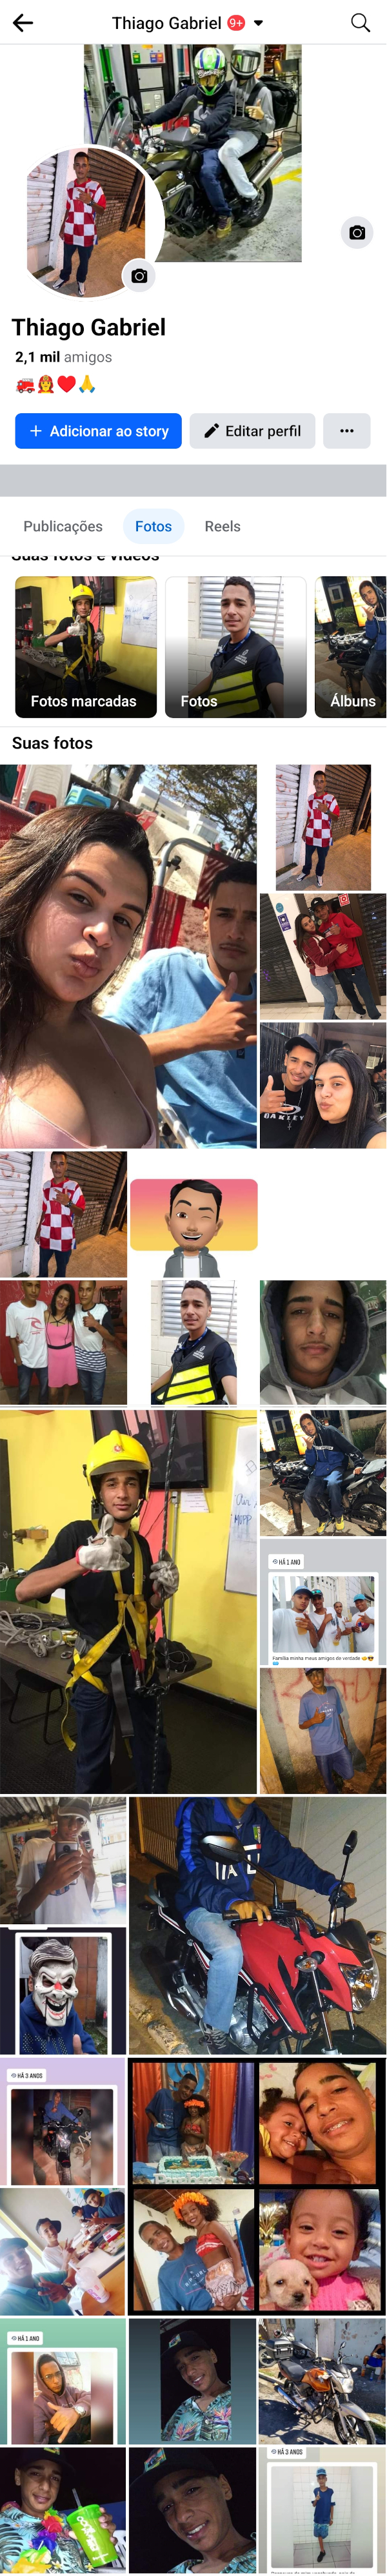 Thiago Gabriel 9+
Thiago Gabriel
2,1 mil amigos
+ Adicionar ao story
Editar perfil
Publicações
Fotos
Reels
Suas fotos e vídeos
Fotos marcadas
Fotos
Álbuns
Suas fotos
OAKLEY
HÁ 1 ANO
Família minha meus amigos de verdade
HÁ 3 ANOS
HÁ 1 ANO
HÁ 3 ANOS